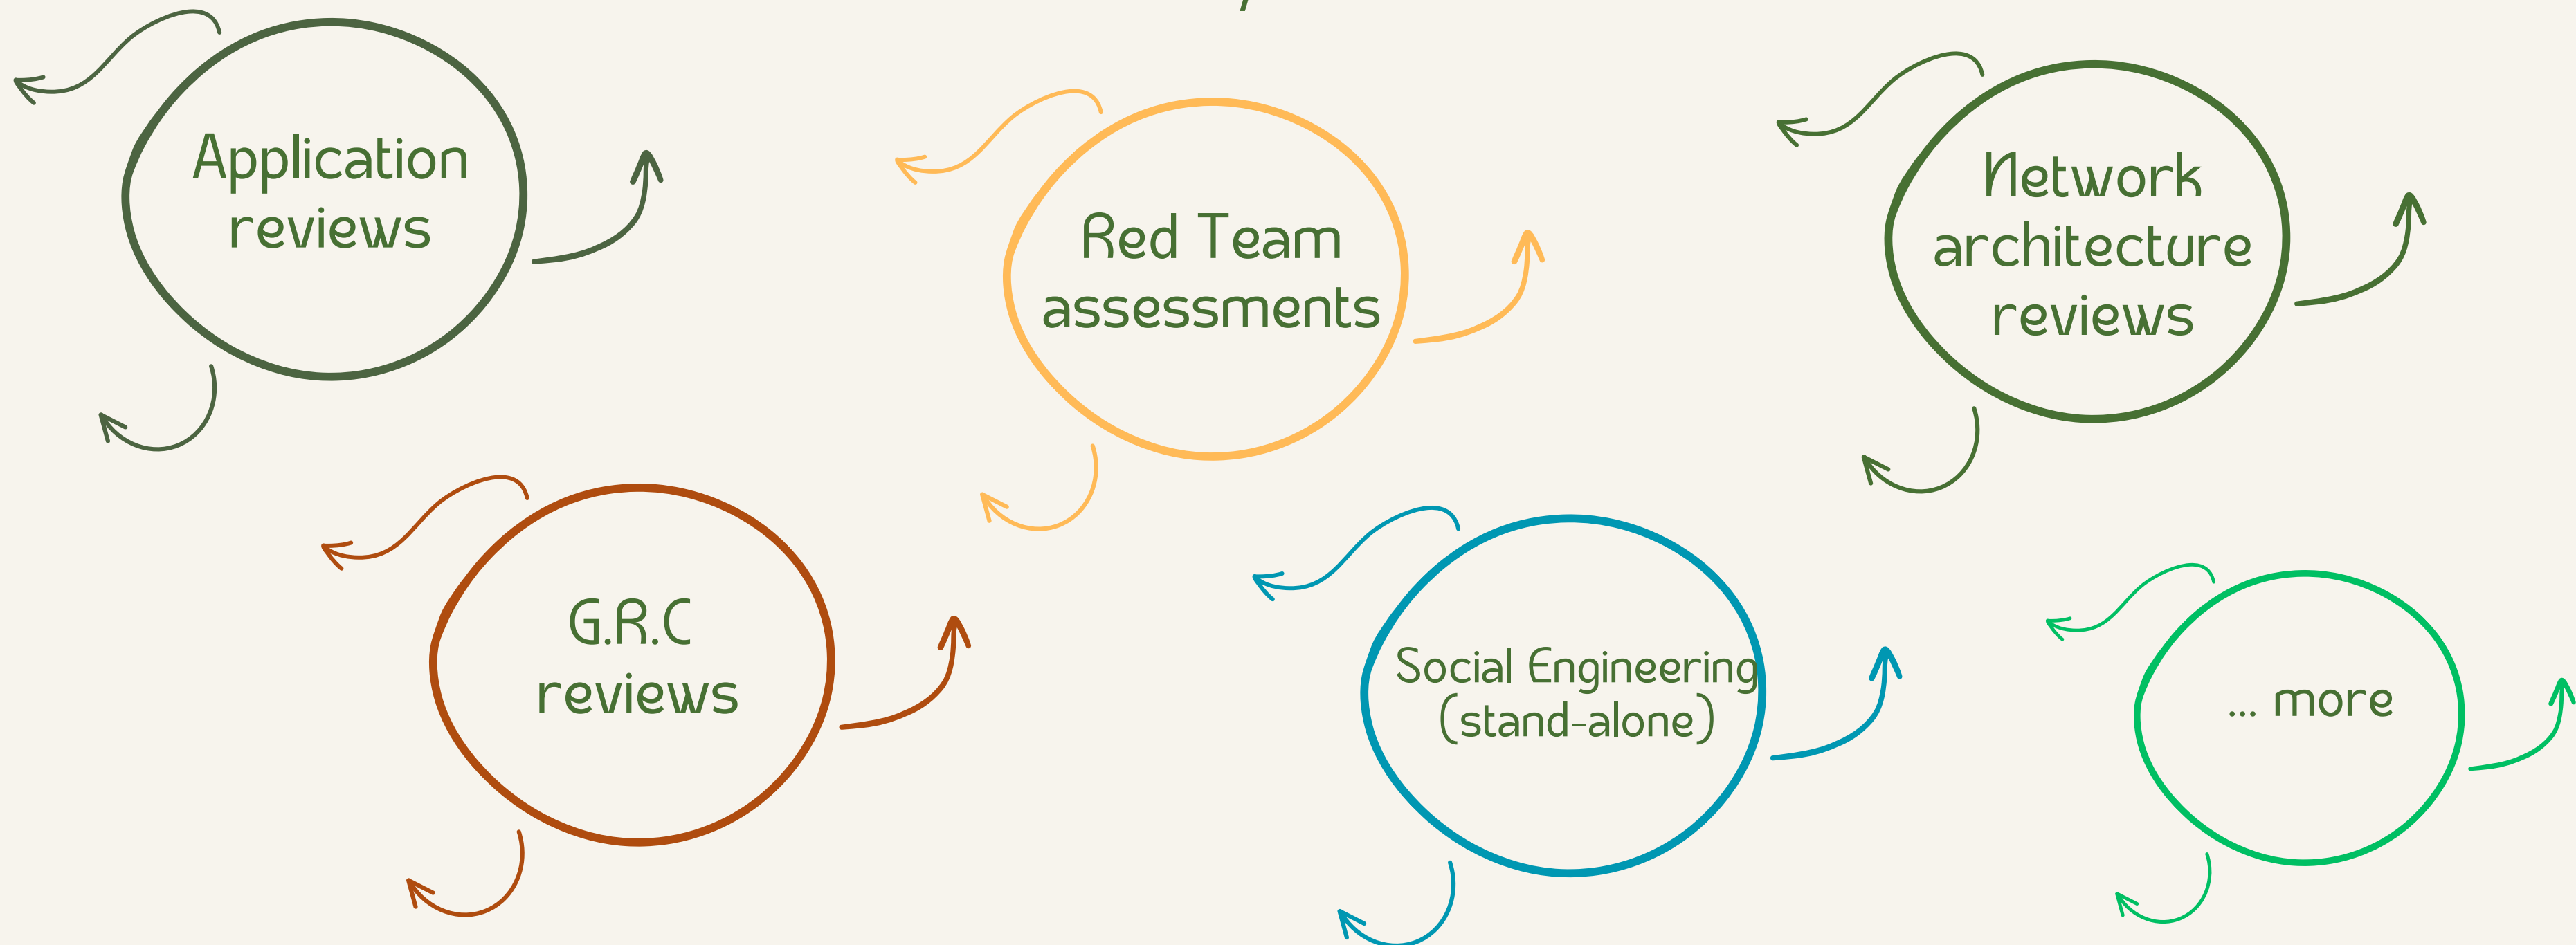 Application
reviews
Red Team
assessments
Network
architecture
reviews
G.R.C
reviews
Social Engineering
(stand-alone)
... more